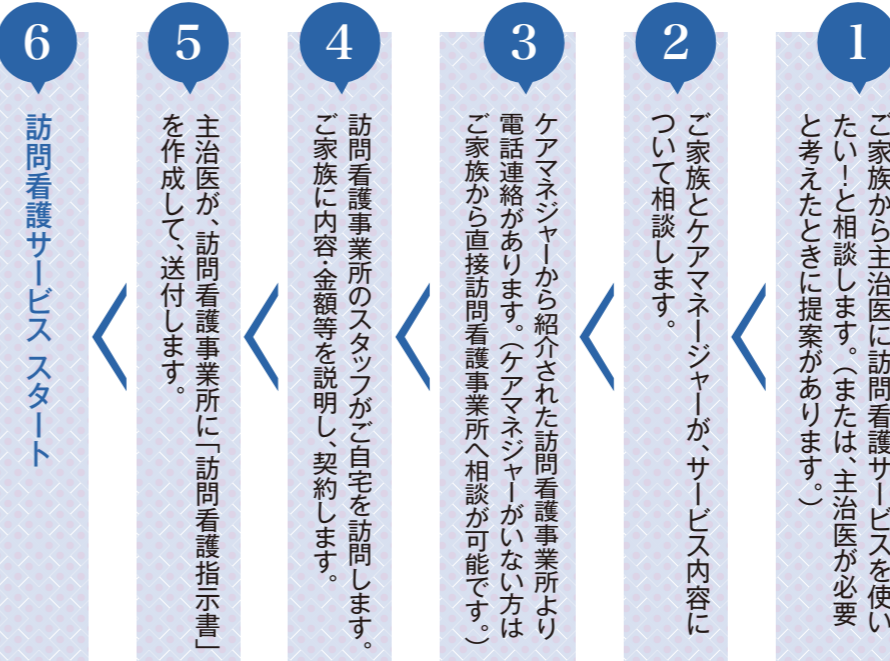 1
ご家族から主治医に訪問看護サービスを使い
たい!と相談します。(または、主治医が必要
と考えたときに提案があります。)
2
ご家族とケアマネージャーが、サービス内容に
ついて相談します。
3
ケアマネジャーから紹介された訪問看護事業所より
電話連絡があります。(ケアマネジャーがいない方は
ご家族から直接訪問看護事業所へ相談が可能です。)
4
訪問看護事業所のスタッフがご自宅を訪問します。
ご家族に内容・金額等を説明し、契約します。
5
主治医が、訪問看護事業所に「訪問看護指示書」
を作成して、送付します。
6
訪問看護サービス スタート